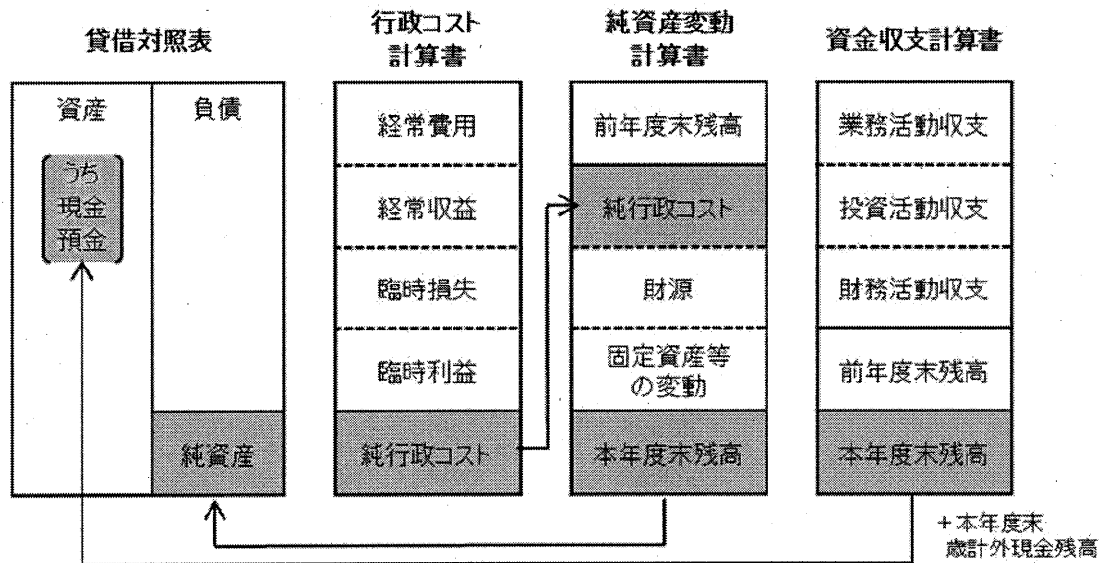 貸借対照表
資産
うち
現金
預金
負債
純資産
行政コスト
計算書
経常費用
経常収益
臨時損失
臨時利益
純行政コスト
純資産変動
計算書
前年度末残高
純行政コスト
財源
固定資産等
の変動
本年度末残高
資金収支計算書
業務活動収支
投資活動収支
財務活動収支
前年度末残高
本年度末残高
+本年度末
歳計外現金残高